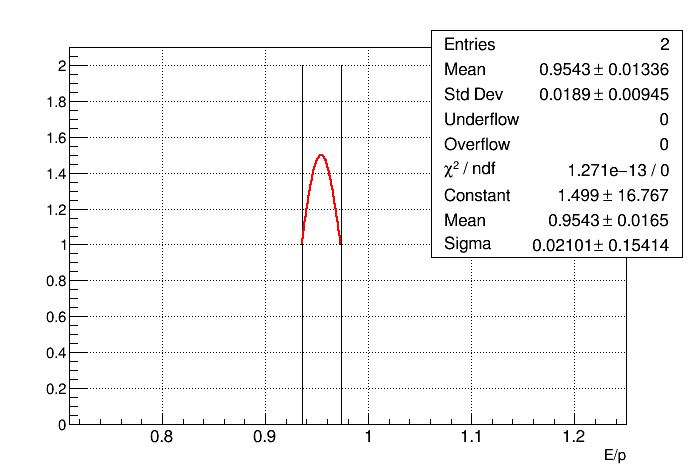 Entries 2
Mean 0.9543 ± 0.01336
Std Dev 0.0189 ± 0.00945
Underflow 0
Overflow 0
χ² / ndf 1.271e−13 / 0
Constant 1.499 ± 16.767
Mean 0.9543 ± 0.0165
Sigma 0.02101 ± 0.15414
2
1.8
1.6
1.4
1.2
1
0.8
0.6
0.4
0.2
0
0.8 0.9 1 1.1 1.2
E/p